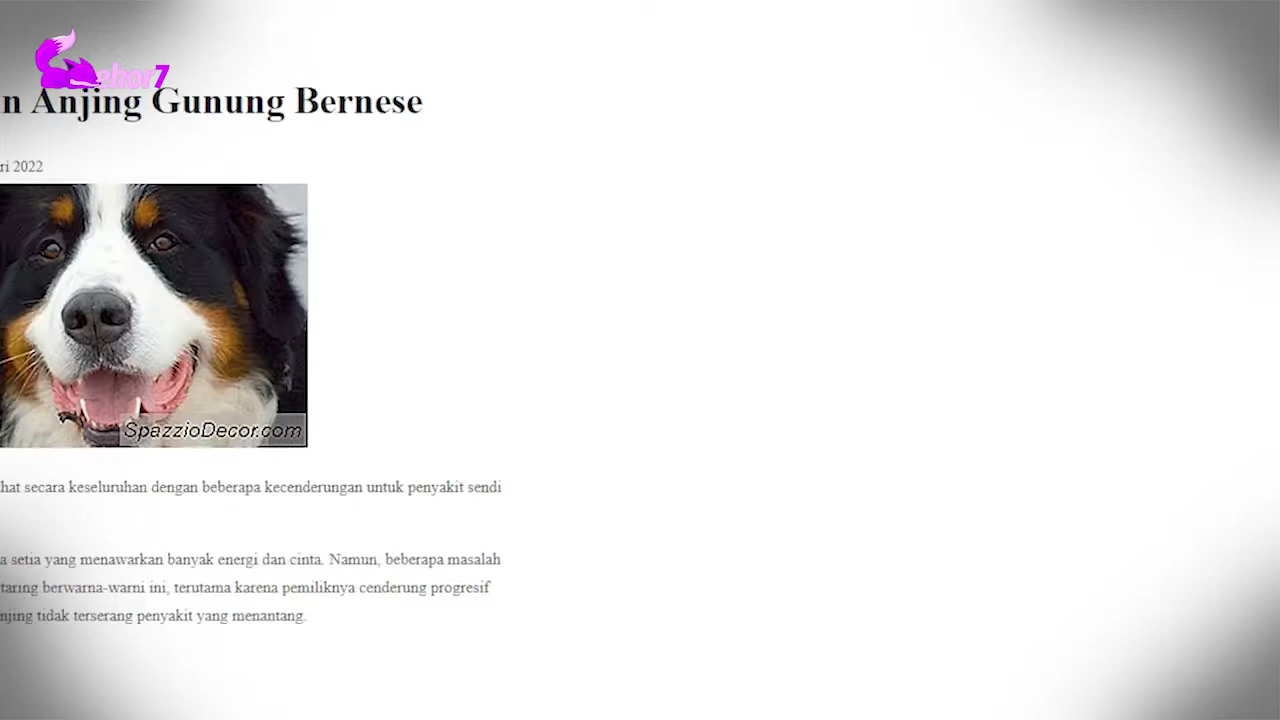 ekor7
n Anjing Gunung Bernese
ri 2022
SpazzioDecor.com
hat secara keseluruhan dengan beberapa kecenderungan untuk penyakit sendi
a setia yang menawarkan banyak energi dan cinta. Namun, beberapa masalah
taring berwarna-warni ini, terutama karena pemiliknya cenderung progresif
njing tidak terserang penyakit yang menantang.